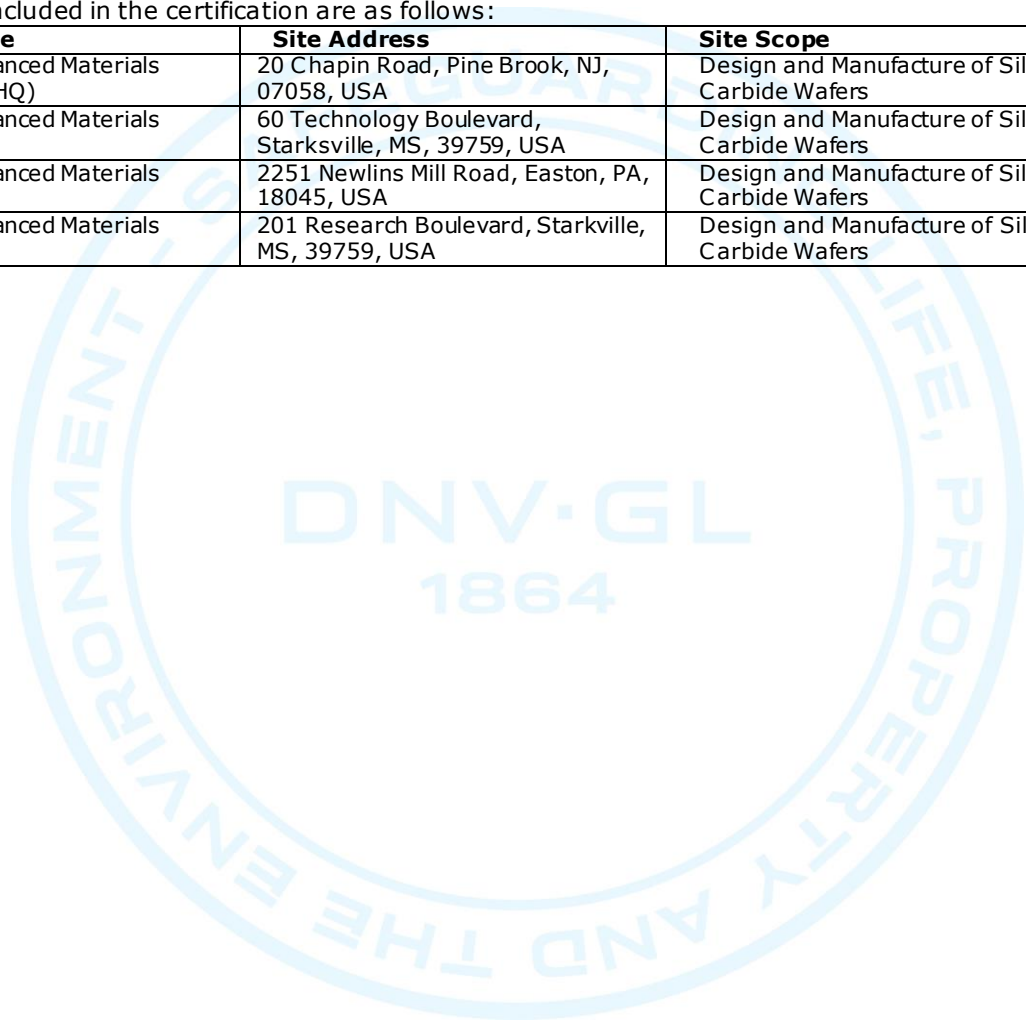 ncluded in the certification are as follows:
e Site Address Site Scope
anced Materials 20 Chapin Road, Pine Brook, NJ, Design and Manufacture of Sil
HQ) 07058, USA Carbide Wafers
anced Materials 60 Technology Boulevard, Design and Manufacture of Sil
Starksville, MS, 39759, USA Carbide Wafers
anced Materials 2251 Newlins Mill Road, Easton, PA, Design and Manufacture of Sil
18045, USA Carbide Wafers
anced Materials 201 Research Boulevard, Starkville, Design and Manufacture of Sil
MS, 39759, USA Carbide Wafers
DNV·GL
1864
SAFEGUARDING LIFE, PROPERTY AND THE ENVIRONMENT -